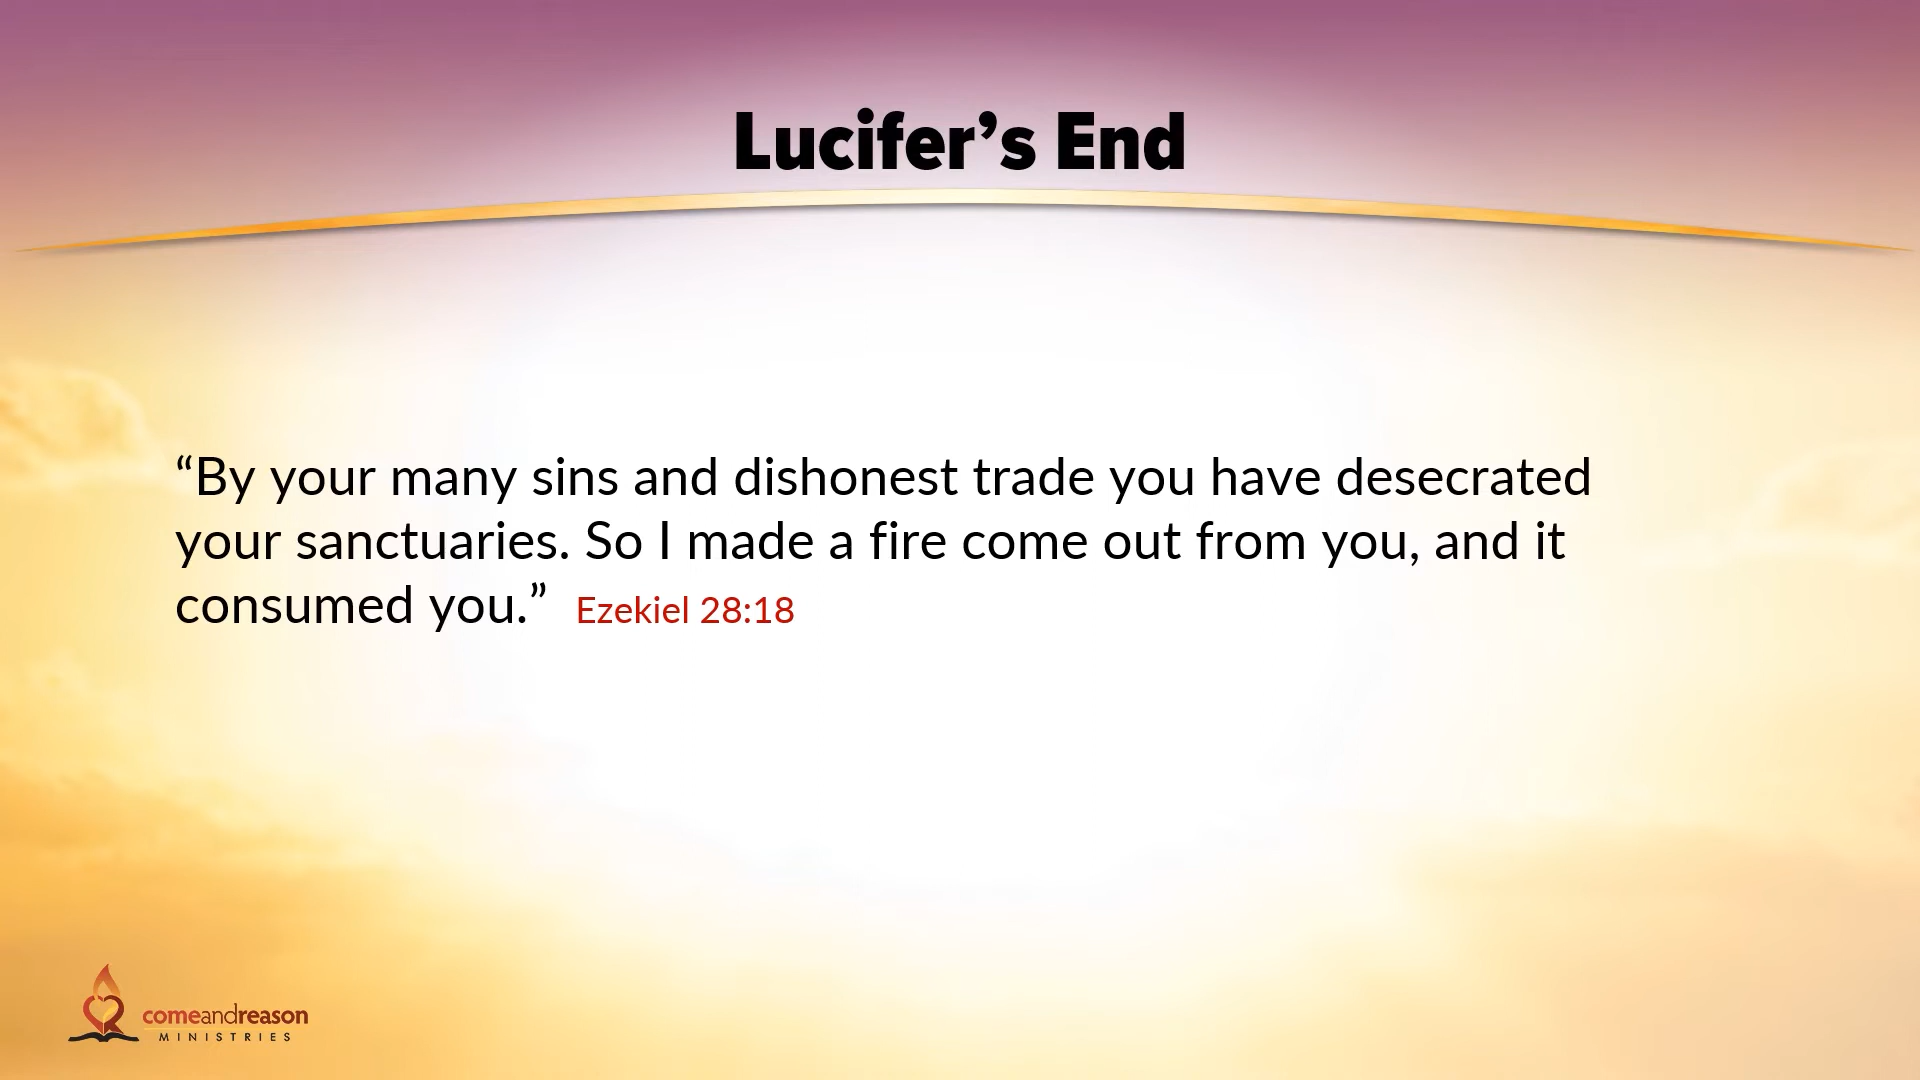 Lucifer’s End
“By your many sins and dishonest trade you have desecrated
your sanctuaries. So I made a fire come out from you, and it
consumed you.” Ezekiel 28:18
comeandreason
MINISTRIES